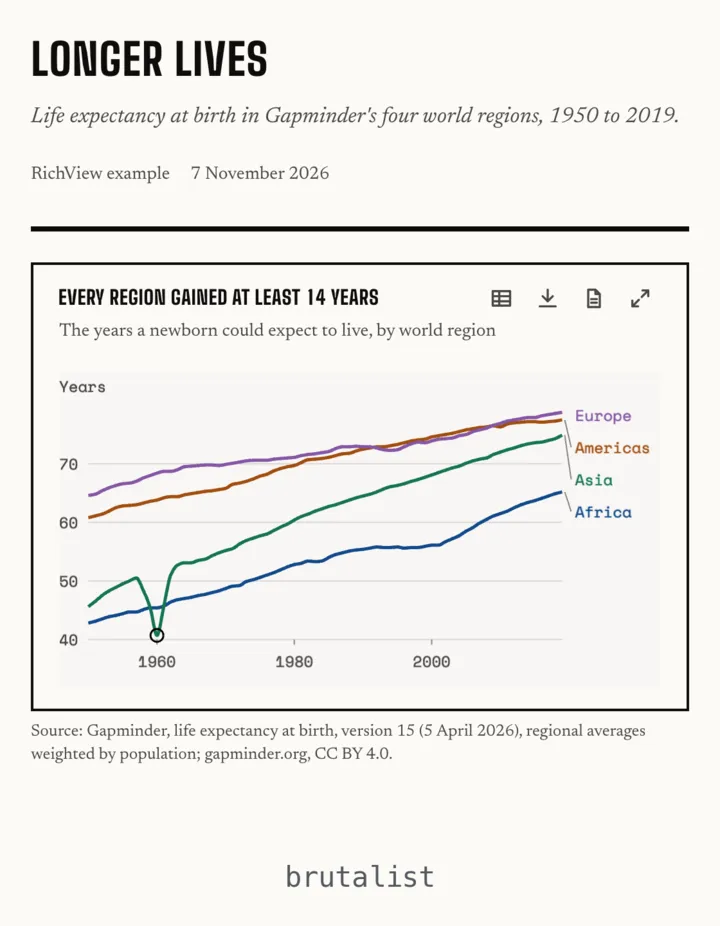 LONGER LIVES
Life expectancy at birth in Gapminder's four world regions, 1950 to 2019.
RichView example 7 November 2026
EVERY REGION GAINED AT LEAST 14 YEARS
The years a newborn could expect to live, by world region
Years
Europe
Americas
70
Asia
Africa
60
50
40
1960 1980 2000
Source: Gapminder, life expectancy at birth, version 15 (5 April 2026), regional averages
weighted by population; gapminder.org, CC BY 4.0.
brutalist